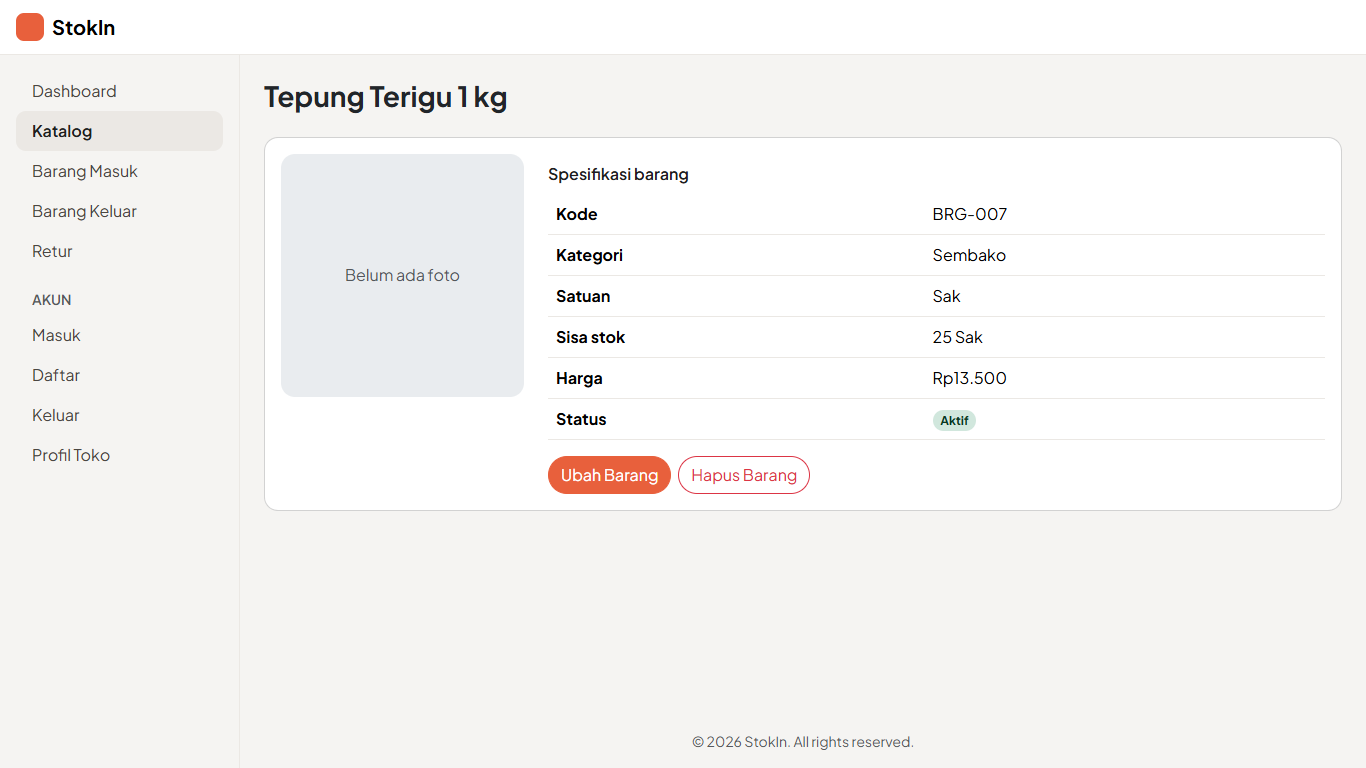 StokIn
Dashboard
Katalog
Barang Masuk
Barang Keluar
Retur
AKUN
Masuk
Daftar
Keluar
Profil Toko
Tepung Terigu 1 kg
Belum ada foto
Spesifikasi barang
Kode BRG-007
Kategori Sembako
Satuan Sak
Sisa stok 25 Sak
Harga Rp13.500
Status Aktif
Ubah Barang Hapus Barang
© 2026 StokIn. All rights reserved.